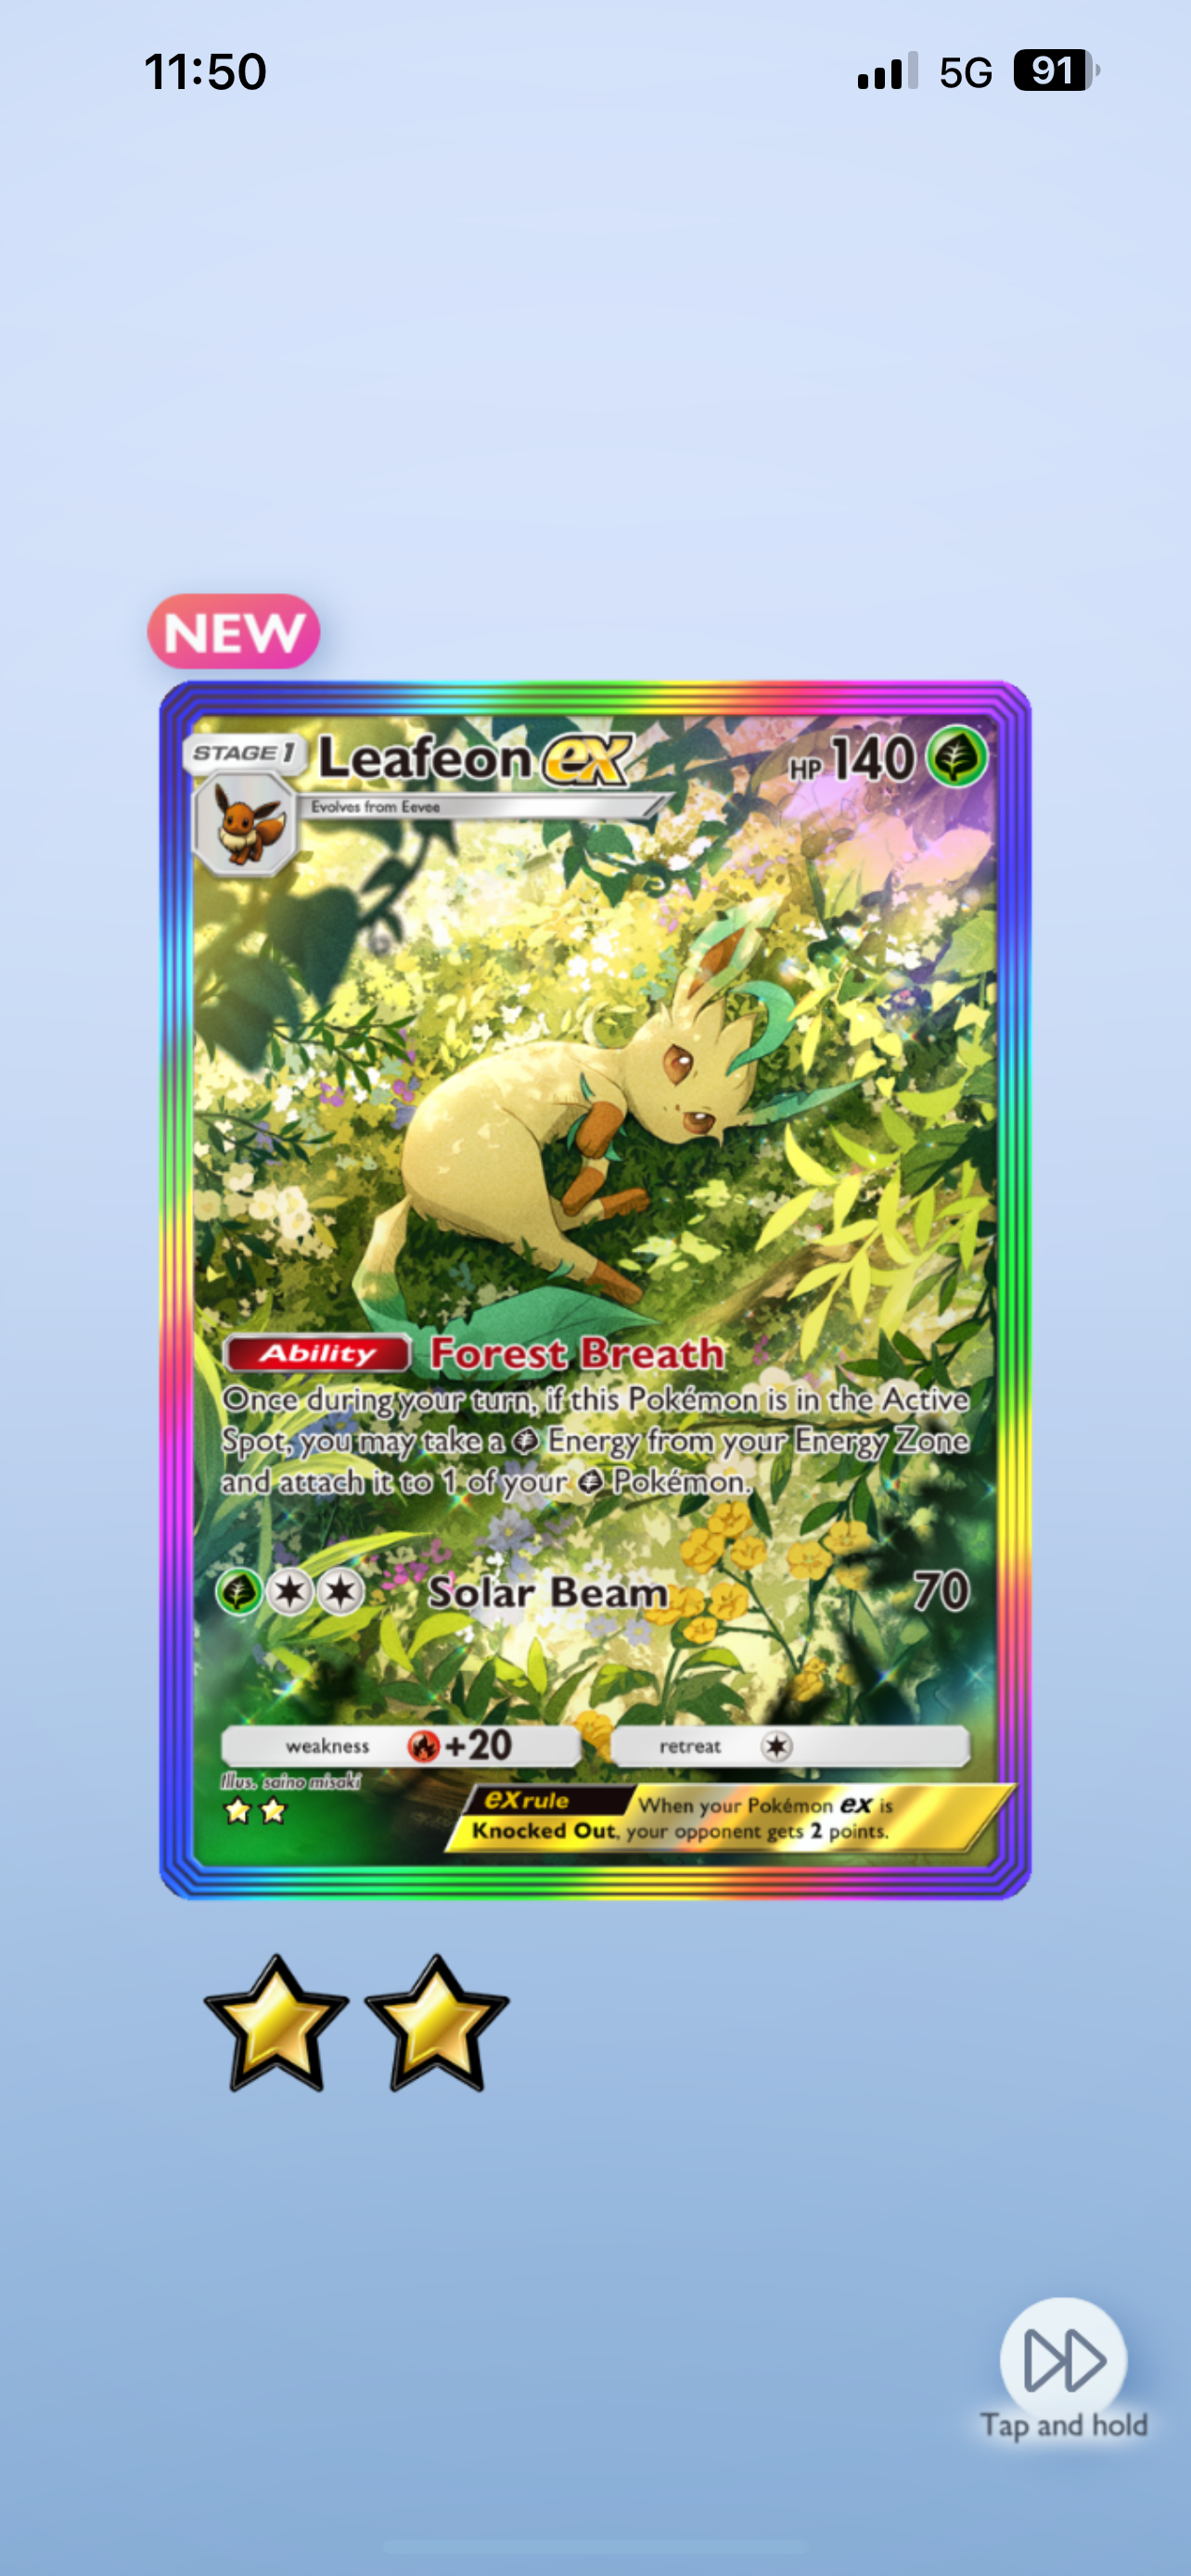 11:50 5G 91
NEW
STAGE 1 Leafeon ex HP 140
Evolves from Eevee
Ability Forest Breath
Once during your turn, if this Pokémon is in the Active
Spot, you may take a Energy from your Energy Zone
and attach it to 1 of your Pokémon.
Solar Beam 70
weakness +20 retreat
Illus. saino misaki
ex rule When your Pokémon ex is
Knocked Out, your opponent gets 2 points.
Tap and hold